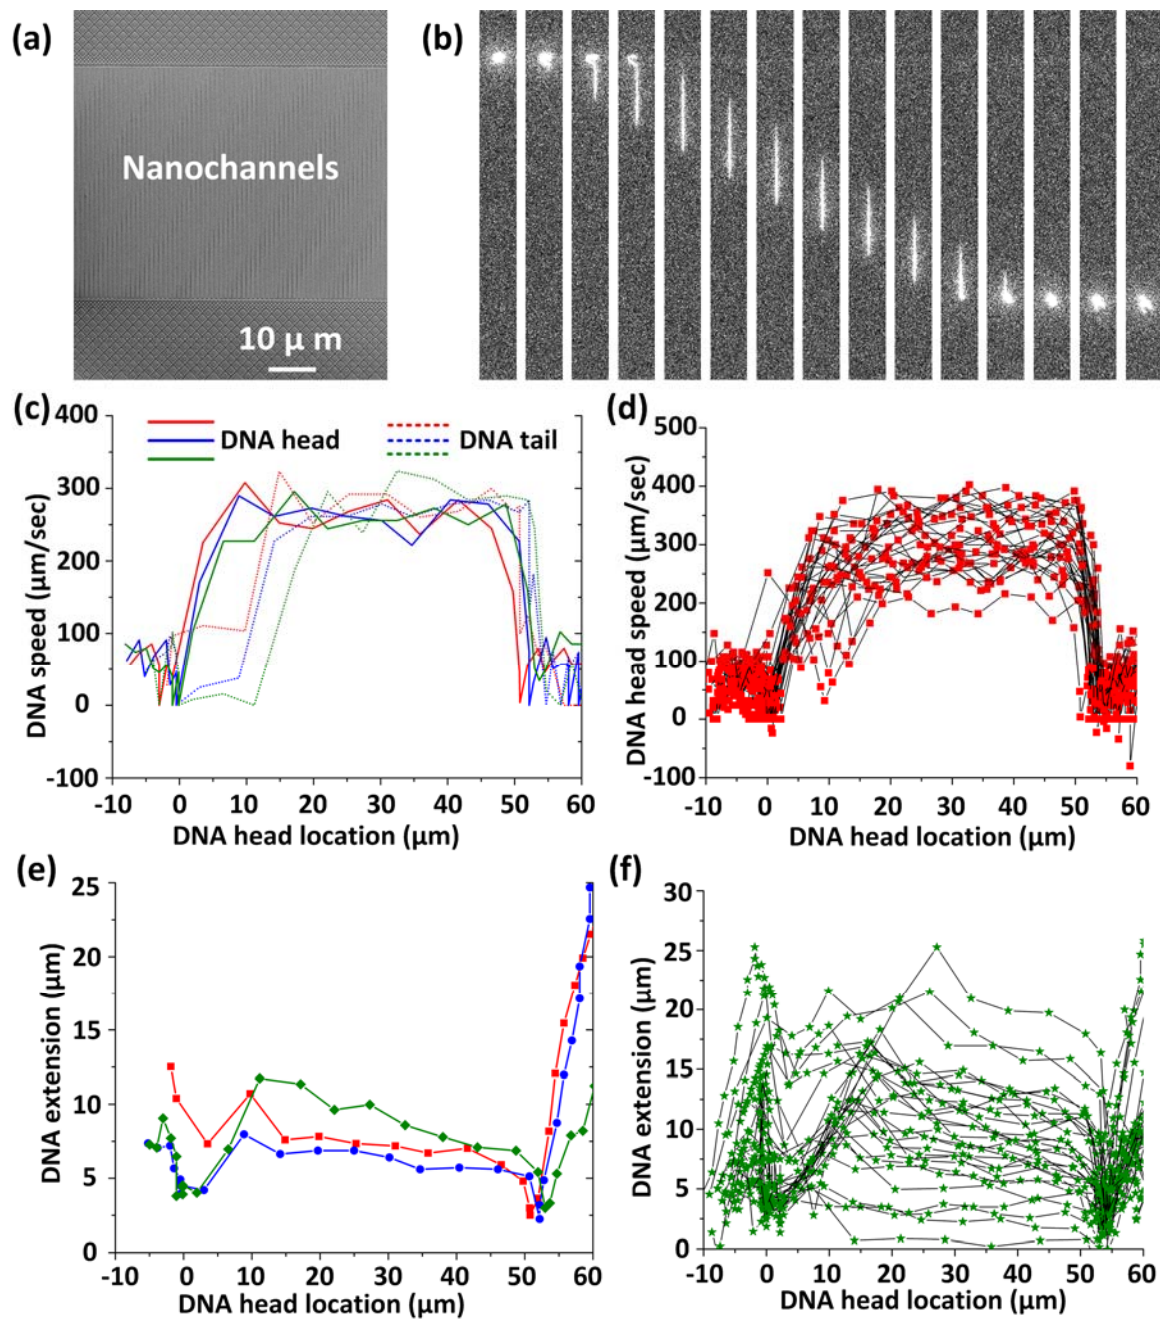 (a)
Nanochannels
10 µ m
(b)
(c)
400
300
200
100
0
-100
DNA speed (µm/sec)
DNA head
DNA tail
-10 0 10 20 30 40 50 60
DNA head location (µm)
(d)
500
400
300
200
100
0
-100
DNA head speed (µm/sec)
-10 0 10 20 30 40 50 60
DNA head location (µm)
(e)
25
20
15
10
5
0
DNA extension (µm)
-10 0 10 20 30 40 50 60
DNA head location (µm)
(f)
30
25
20
15
10
5
0
DNA extension (µm)
-10 0 10 20 30 40 50 60
DNA head location (µm)